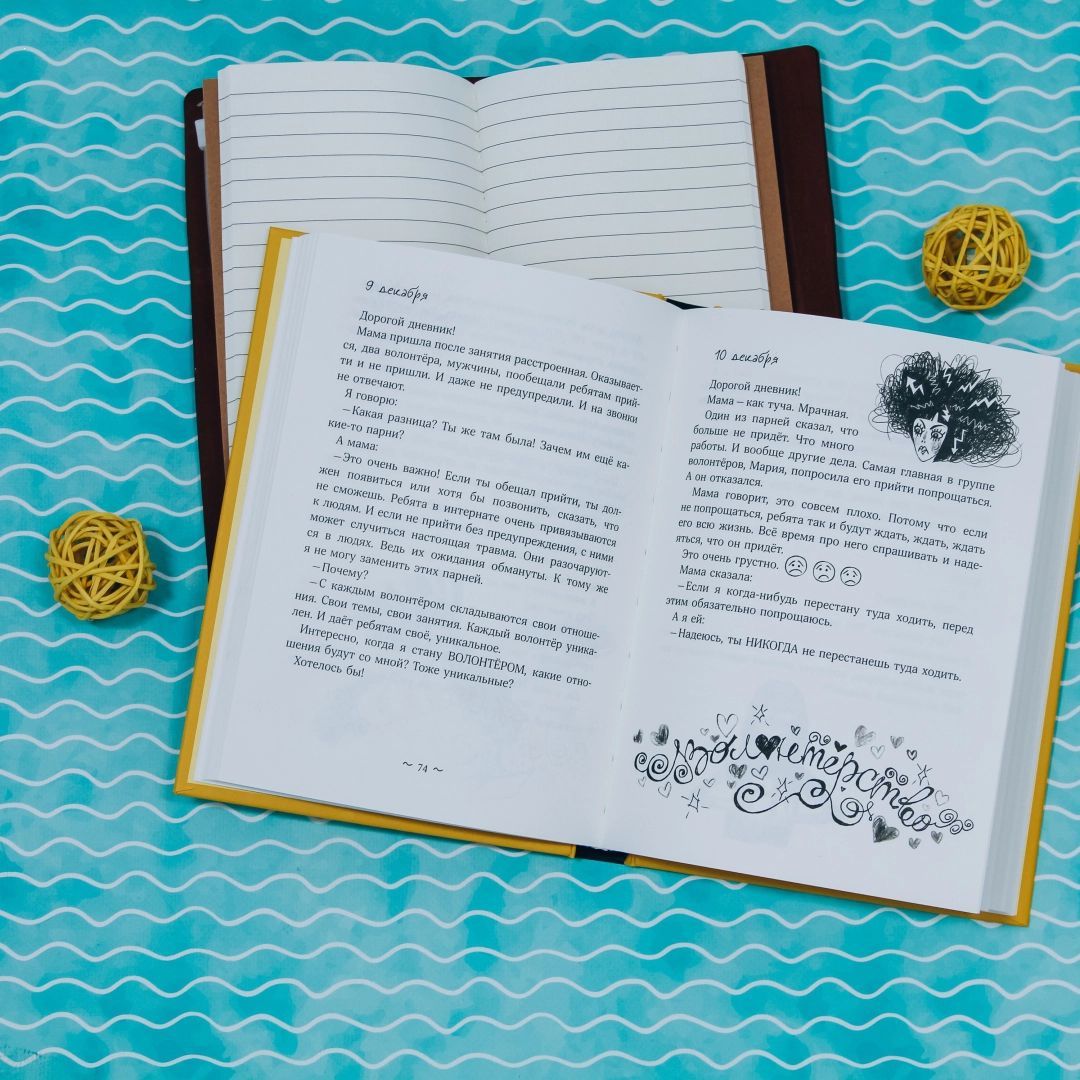 9 декабря
Дорогой дневник!
Мама пришла после занятия расстроенная. Оказывает-
ся, два волонтёра, мужчины, пообещали ребятам прий-
ти и не пришли. И даже не предупредили. И на звонки
не отвечают.
Я говорю:
– Какая разница? Ты же там была! Зачем им ещё ка-
кие-то парни?
А мама:
– Это очень важно! Если ты обещал прийти, ты дол-
жен появиться или хотя бы позвонить, сказать, что
не сможешь. Ребята в интернате очень привязываются
к людям. И если не прийти без предупреждения, с ними
может случиться настоящая травма. Они разочаруют-
ся в людях. Ведь их ожидания обмануты. К тому же
я не могу заменить этих парней.
– Почему?
– С каждым волонтёром складываются свои отноше-
ния. Свои темы, свои занятия. Каждый волонтёр уника-
лен. И даёт ребятам своё, уникальное.
Интересно, когда я стану ВОЛОНТЁРОМ, какие отно-
шения будут со мной? Тоже уникальные?
Хотелось бы!
~ 74 ~
10 декабря
Дорогой дневник!
Мама – как туча. Мрачная.
Один из парней сказал, что
больше не придёт. Что много
работы. И вообще другие дела. Самая главная в группе
волонтёров, Мария, попросила его прийти попрощаться.
А он отказался.
Мама говорит, это совсем плохо. Потому что если
не попрощаться, ребята так и будут ждать, ждать, ждать
его всю жизнь. Всё время про него спрашивать и наде-
яться, что он придёт.
Это очень грустно.
Мама сказала:
– Если я когда-нибудь перестану туда ходить, перед
этим обязательно попрощаюсь.
А я ей:
– Надеюсь, ты НИКОГДА не перестанешь туда ходить.
волонтерство